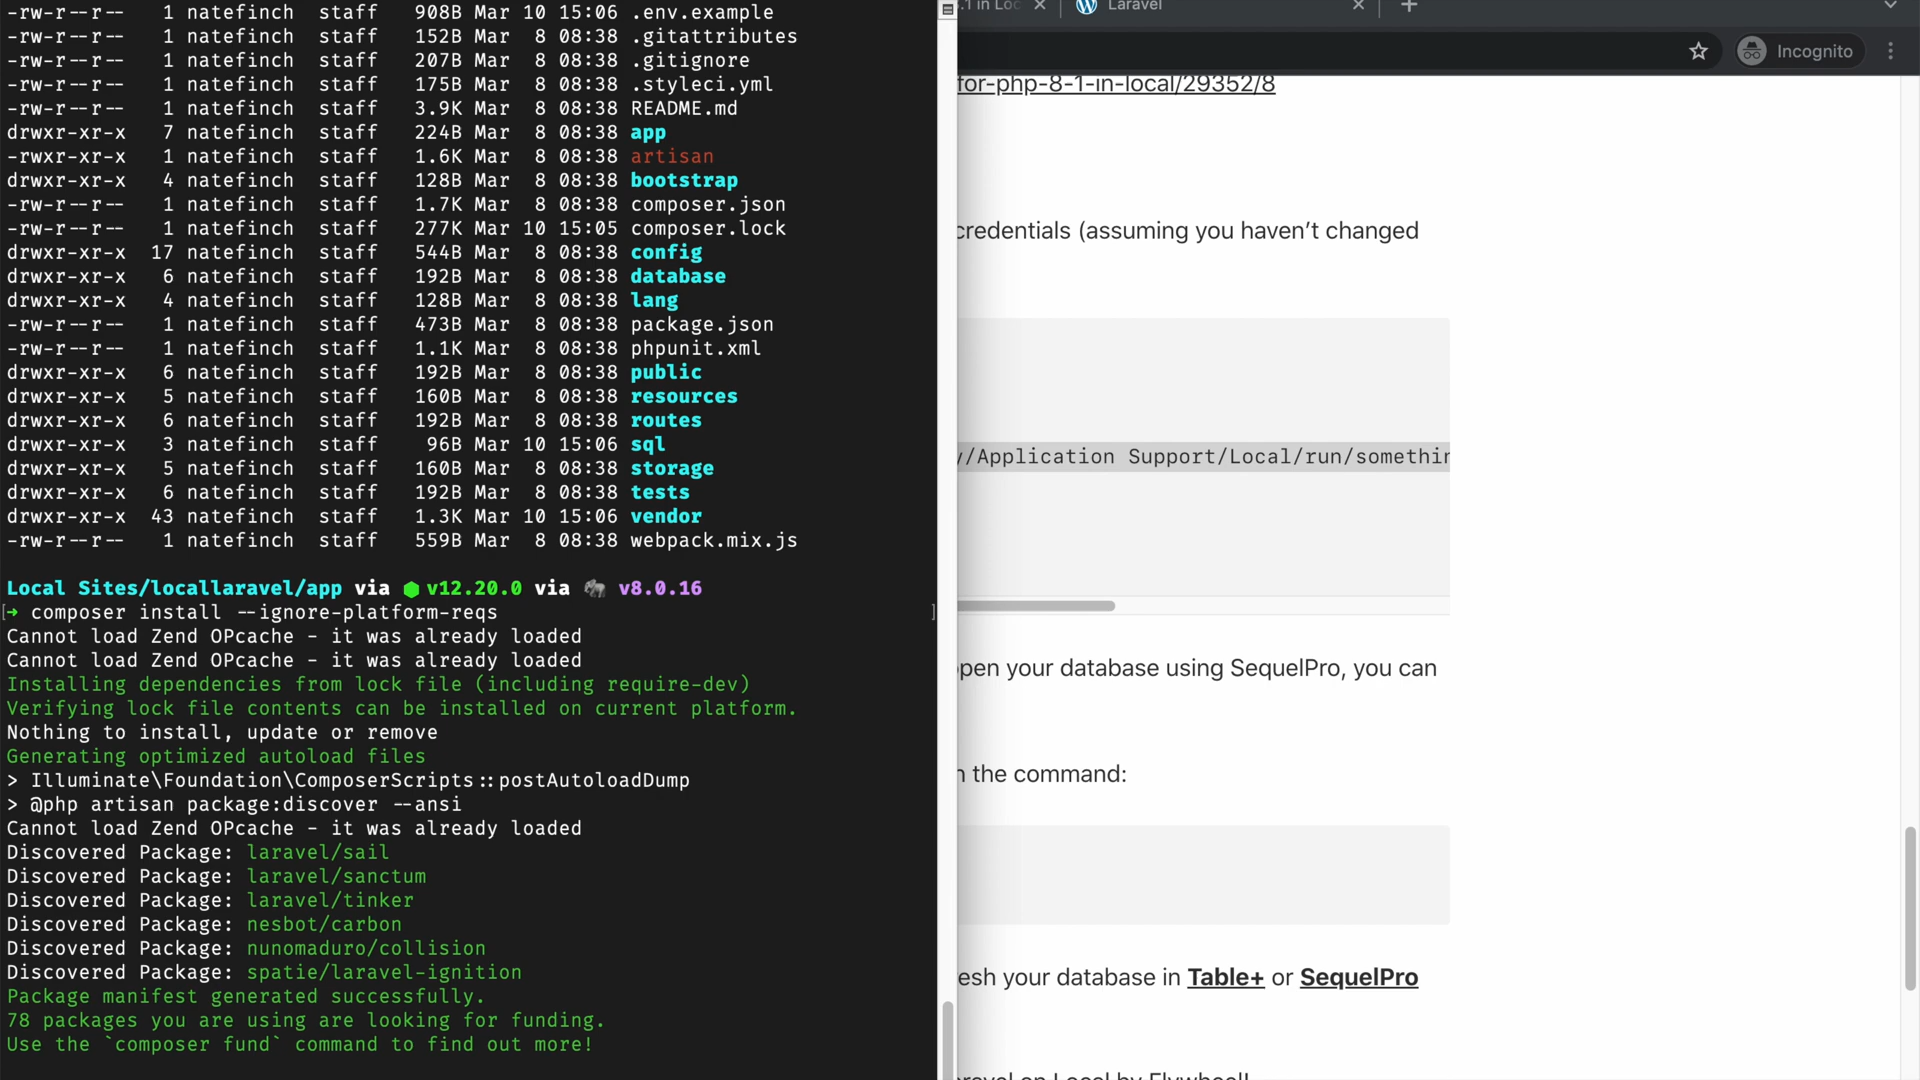 -rw-r--r--   1 natefinch  staff   908B Mar 10 15:06 .env.example
-rw-r--r--   1 natefinch  staff   152B Mar  8 08:38 .gitattributes
-rw-r--r--   1 natefinch  staff   207B Mar  8 08:38 .gitignore
-rw-r--r--   1 natefinch  staff   175B Mar  8 08:38 .styleci.yml
-rw-r--r--   1 natefinch  staff   3.9K Mar  8 08:38 README.md
drwxr-xr-x   7 natefinch  staff   224B Mar  8 08:38 app
-rwxr-xr-x   1 natefinch  staff   1.6K Mar  8 08:38 artisan
drwxr-xr-x   4 natefinch  staff   128B Mar  8 08:38 bootstrap
-rw-r--r--   1 natefinch  staff   1.7K Mar  8 08:38 composer.json
-rw-r--r--   1 natefinch  staff   277K Mar 10 15:05 composer.lock
drwxr-xr-x  17 natefinch  staff   544B Mar  8 08:38 config
drwxr-xr-x   6 natefinch  staff   192B Mar  8 08:38 database
drwxr-xr-x   4 natefinch  staff   128B Mar  8 08:38 lang
-rw-r--r--   1 natefinch  staff   473B Mar  8 08:38 package.json
-rw-r--r--   1 natefinch  staff   1.1K Mar  8 08:38 phpunit.xml
drwxr-xr-x   6 natefinch  staff   192B Mar  8 08:38 public
drwxr-xr-x   5 natefinch  staff   160B Mar  8 08:38 resources
drwxr-xr-x   6 natefinch  staff   192B Mar  8 08:38 routes
drwxr-xr-x   3 natefinch  staff    96B Mar 10 15:06 sql
drwxr-xr-x   5 natefinch  staff   160B Mar  8 08:38 storage
drwxr-xr-x   6 natefinch  staff   192B Mar  8 08:38 tests
drwxr-xr-x  43 natefinch  staff   1.3K Mar 10 15:06 vendor
-rw-r--r--   1 natefinch  staff   559B Mar  8 08:38 webpack.mix.js
Local Sites/locallaravel/app via v12.20.0 via v8.0.16
[→ composer install --ignore-platform-reqs ]
Cannot load Zend OPcache - it was already loaded
Cannot load Zend OPcache - it was already loaded
Installing dependencies from lock file (including require-dev)
Verifying lock file contents can be installed on current platform.
Nothing to install, update or remove
Generating optimized autoload files
> Illuminate\Foundation\ComposerScripts::postAutoloadDump
> @php artisan package:discover --ansi
Cannot load Zend OPcache - it was already loaded
Discovered Package: laravel/sail
Discovered Package: laravel/sanctum
Discovered Package: laravel/tinker
Discovered Package: nesbot/carbon
Discovered Package: nunomaduro/collision
Discovered Package: spatie/laravel-ignition
Package manifest generated successfully.
78 packages you are using are looking for funding.
Use the `composer fund` command to find out more!
.1 in Loc
Laravel
Incognito
for-php-8-1-in-local/29352/8
credentials (assuming you haven’t changed
/Application Support/Local/run/somethin
open your database using SequelPro, you can
the command:
esh your database in Table+ or SequelPro
aravel on Local by Flywheel!